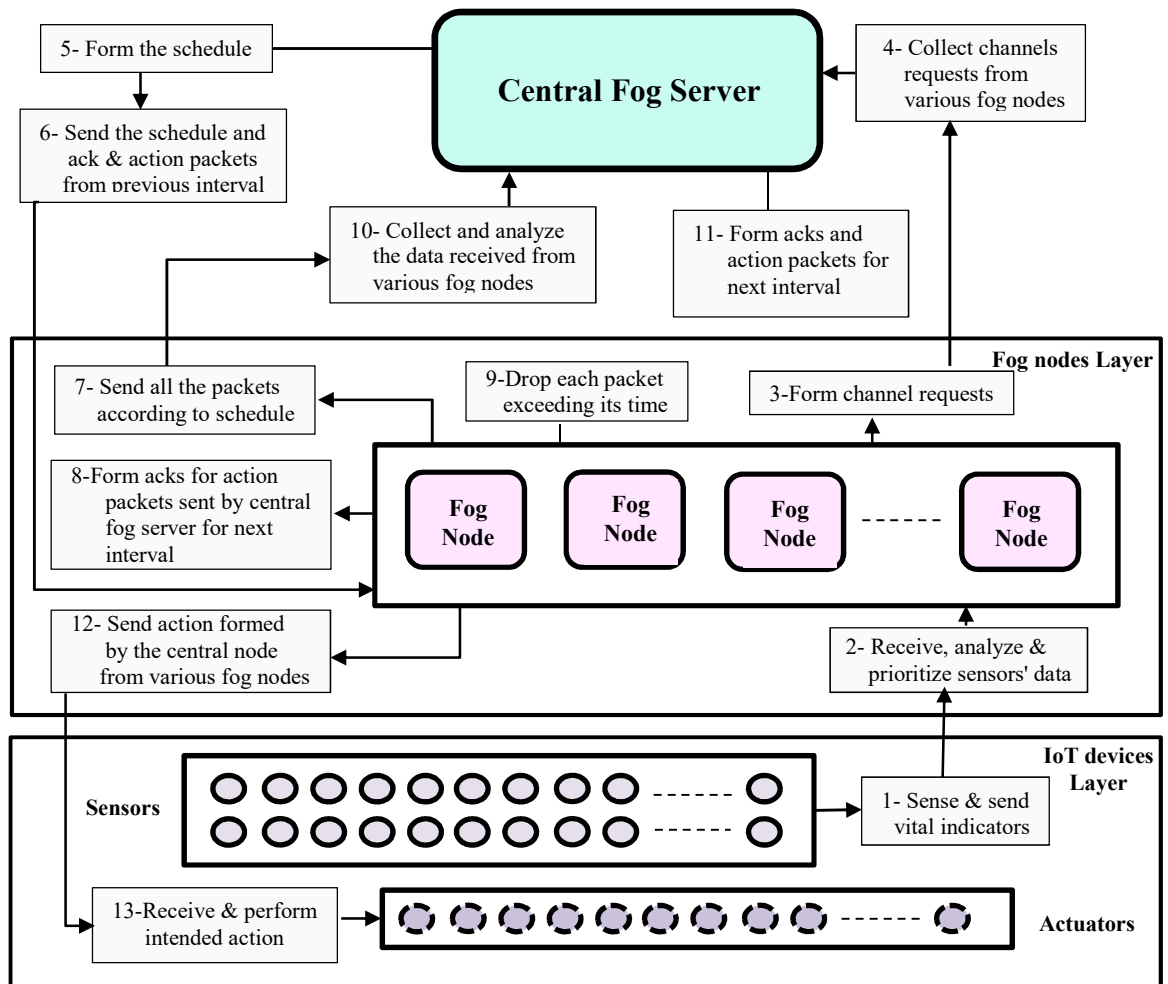 5- Form the schedule
Central Fog Server
4- Collect channels
requests from
various fog nodes
6- Send the schedule and
ack & action packets
from previous interval
10- Collect and analyze
the data received from
various fog nodes
11- Form acks and
action packets for
next interval
Fog nodes Layer
7- Send all the packets
according to schedule
9-Drop each packet
exceeding its time
3-Form channel requests
8-Form acks for action
packets sent by central
fog server for next
interval
Fog
Node
Fog
Node
Fog
Node
Fog
Node
12- Send action formed
by the central node
from various fog nodes
2- Receive, analyze &
prioritize sensors' data
IoT devices
Layer
Sensors
1- Sense & send
vital indicators
13-Receive & perform
intended action
Actuators